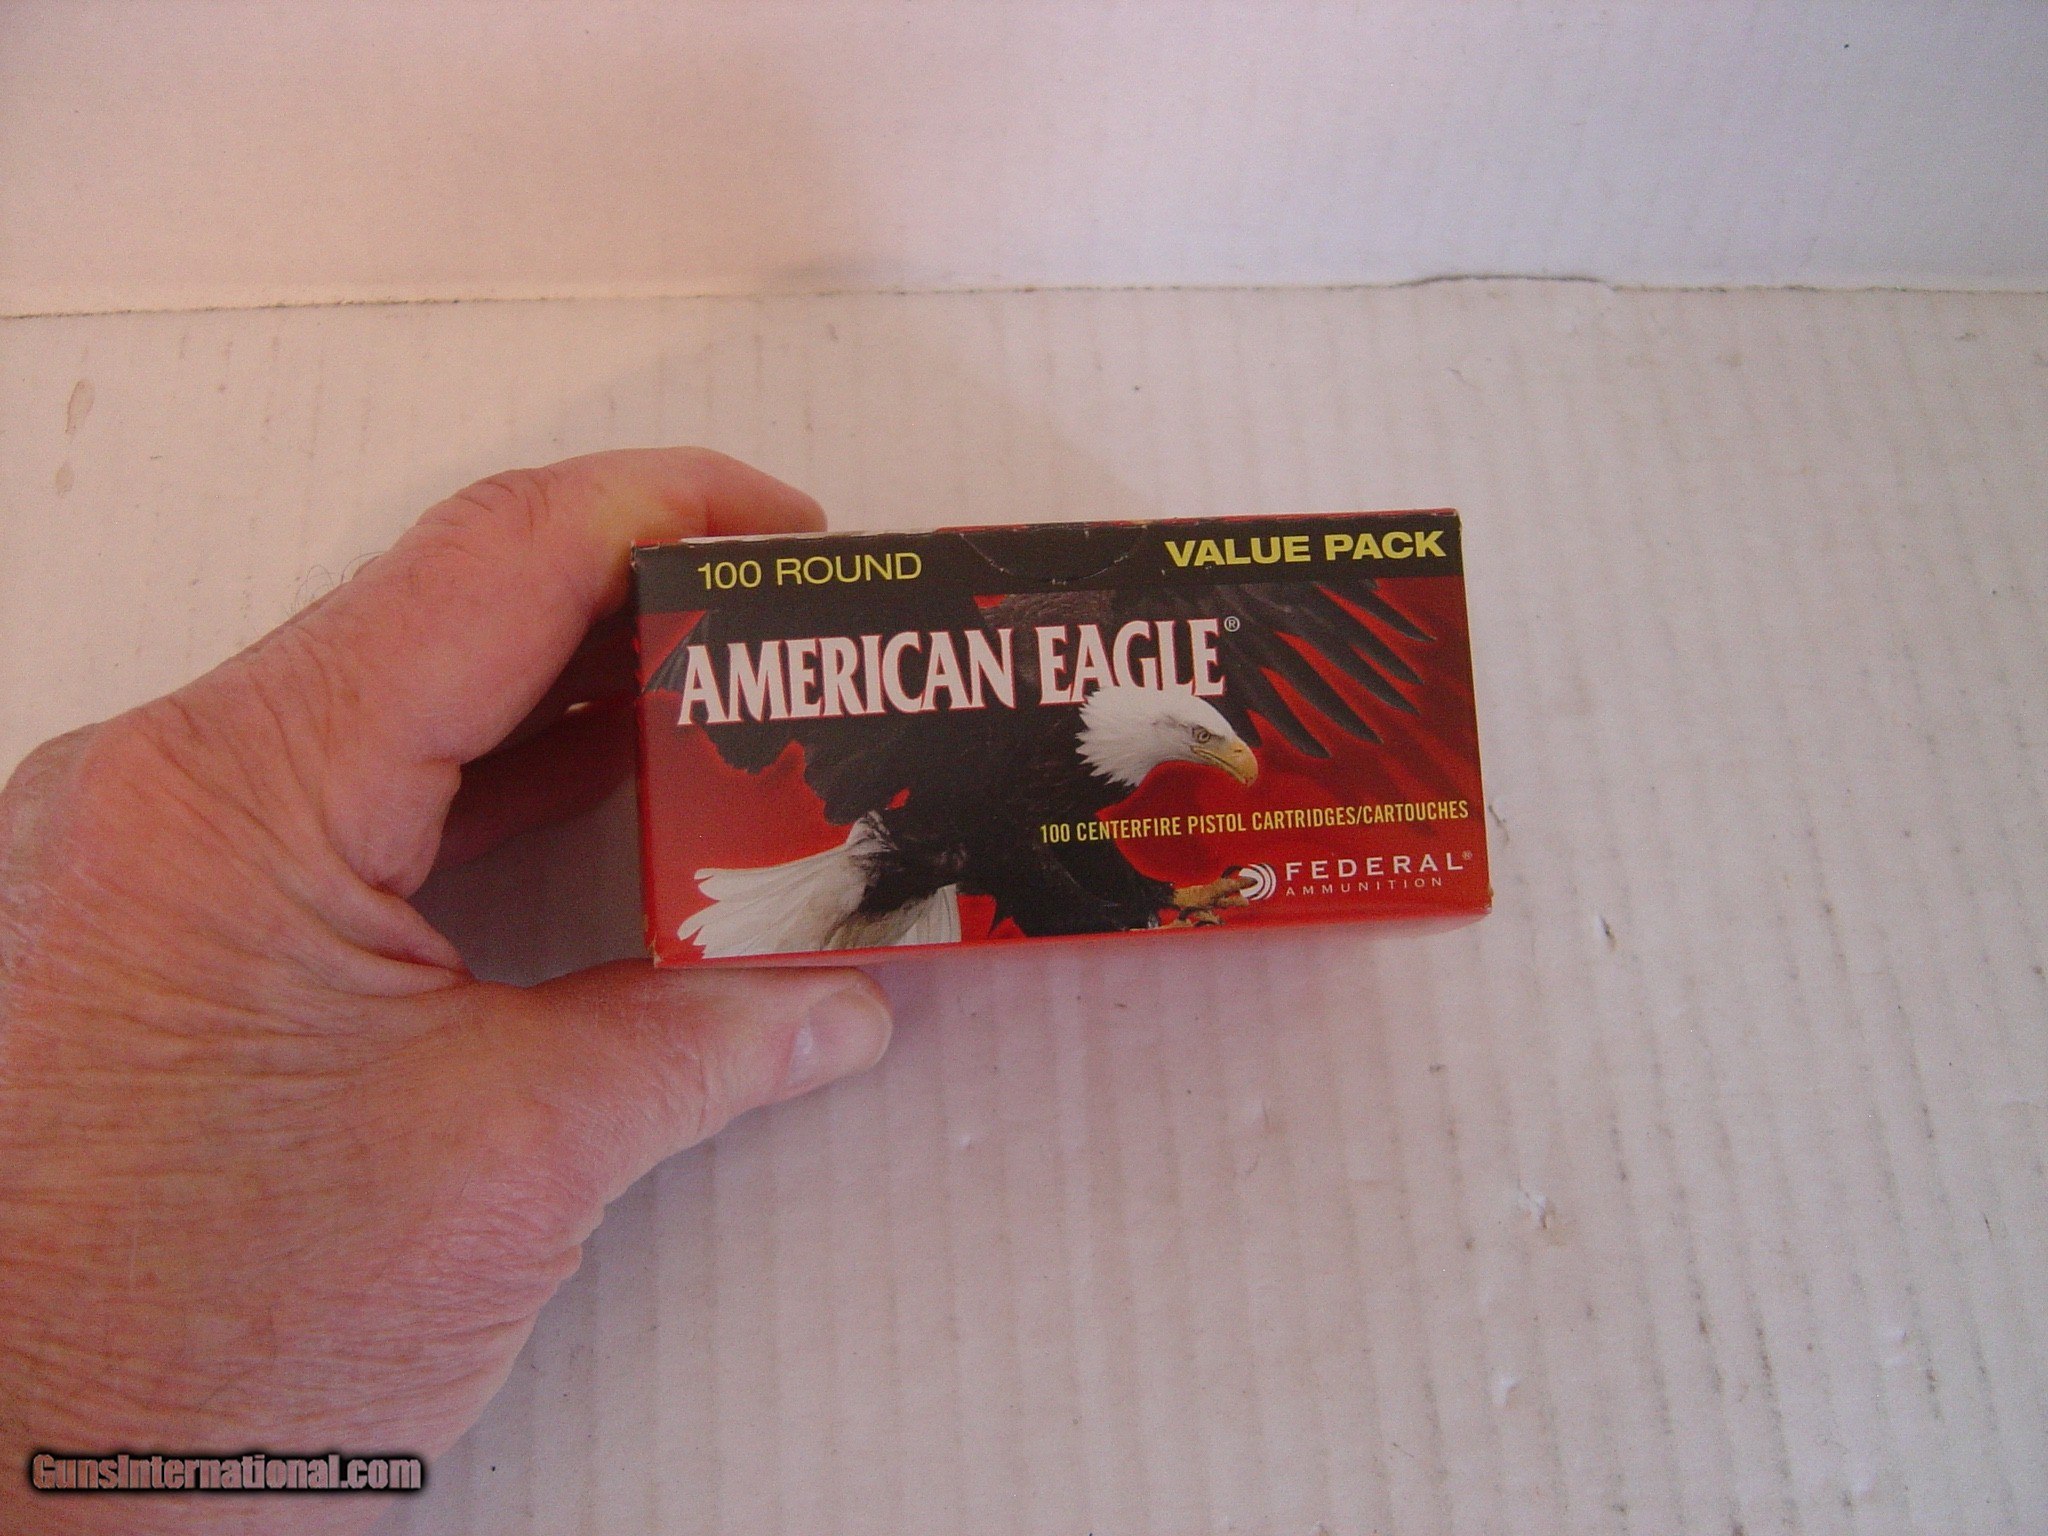 100 ROUND
VALUE PACK
AMERICAN EAGLE®
100 CENTERFIRE PISTOL CARTRIDGES/CARTOUCHES
FEDERAL®
AMMUNITION
GunsInternational.com